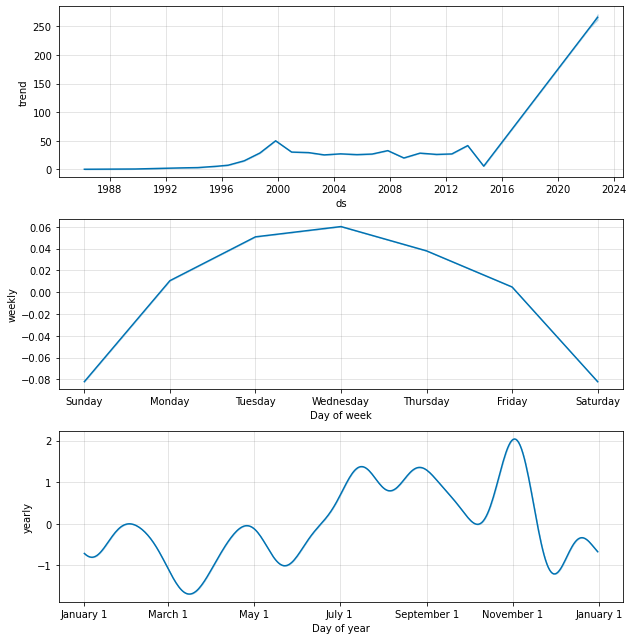 250
200
150
100
50
0
trend
1988 1992 1996 2000 2004 2008 2012 2016 2020 2024
ds
0.06
0.04
0.02
0.00
−0.02
−0.04
−0.06
−0.08
weekly
Sunday Monday Tuesday Wednesday Thursday Friday Saturday
Day of week
2
1
0
−1
yearly
January 1 March 1 May 1 July 1 September 1 November 1 January 1
Day of year